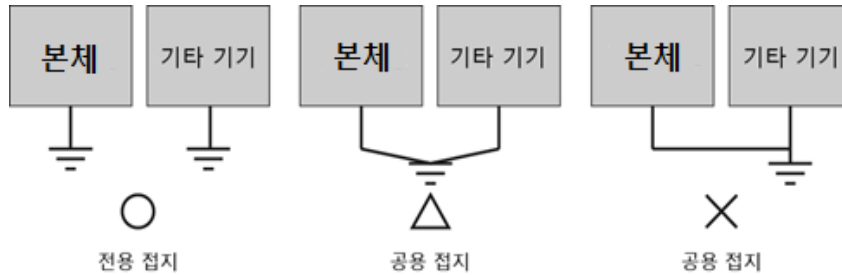 본체 기타 기기 본체 기타 기기 본체 기타 기기
전용 접지 공용 접지 공용 접지